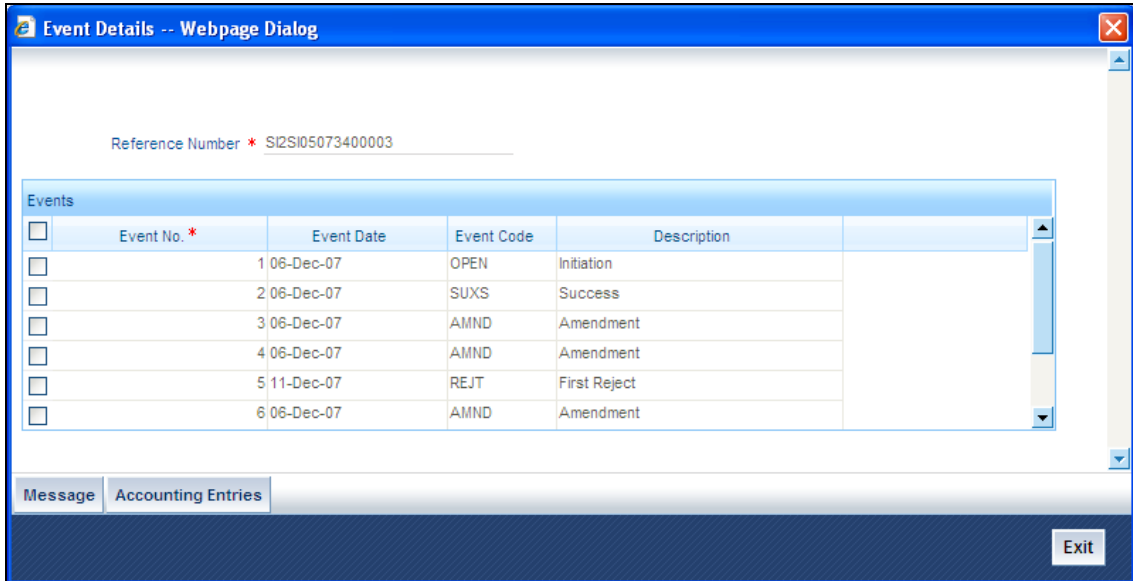 Event Details -- Webpage Dialog
Reference Number * SI2SI05073400003
Events
Event No. * Event Date Event Code Description
1 06-Dec-07 OPEN Initiation
2 06-Dec-07 SUXS Success
3 06-Dec-07 AMND Amendment
4 06-Dec-07 AMND Amendment
5 11-Dec-07 REJT First Reject
6 06-Dec-07 AMND Amendment
Message Accounting Entries
Exit